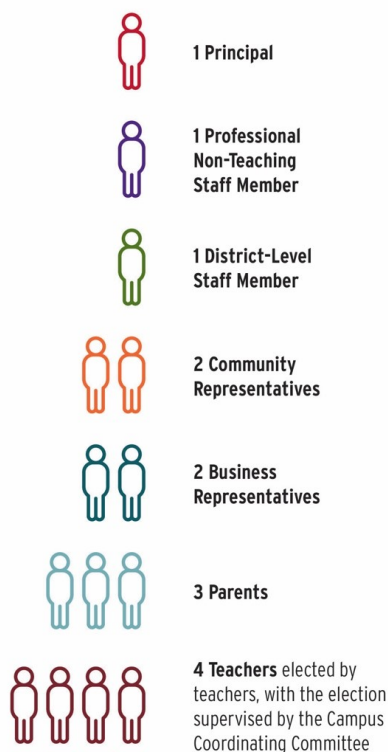 1 Principal
1 Professional
Non-Teaching
Staff Member
1 District-Level
Staff Member
2 Community
Representatives
2 Business
Representatives
3 Parents
4 Teachers elected by
teachers, with the election
supervised by the Campus
Coordinating Committee